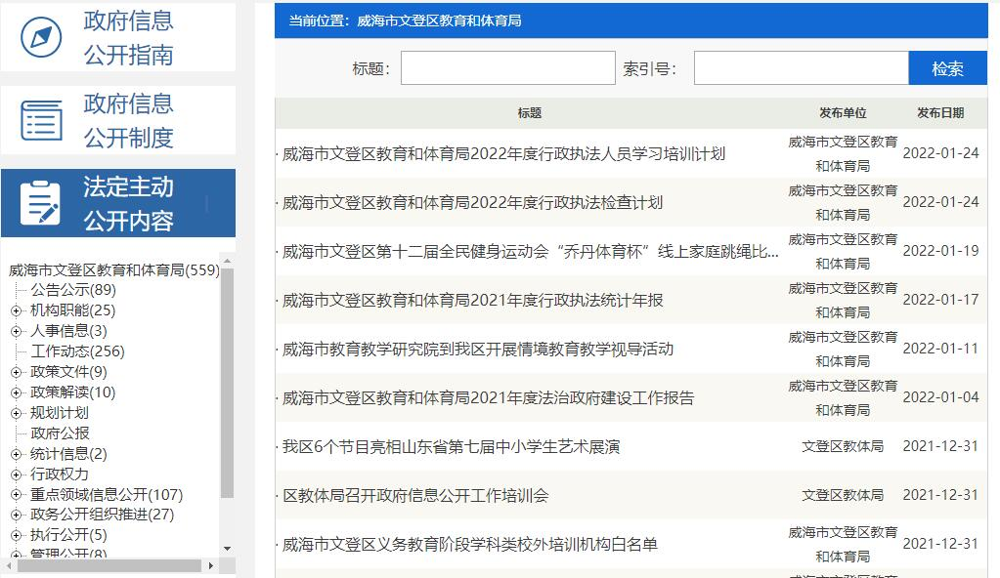 政府信息
公开指南
政府信息
公开制度
法定主动
公开内容
威海市文登区教育和体育局(559)
公告公示(89)
机构职能(25)
人事信息(3)
工作动态(256)
政策文件(9)
政策解读(10)
规划计划
政府公报
统计信息(2)
行政权力
重点领域信息公开(107)
政务公开组织推进(27)
执行公开(5)
管理公开(8)
当前位置：威海市文登区教育和体育局
标题： 索引号： 检索
标题 发布单位 发布日期
· 威海市文登区教育和体育局2022年度行政执法人员学习培训计划 威海市文登区教育 2022-01-24
和体育局
· 威海市文登区教育和体育局2022年度行政执法检查计划 威海市文登区教育 2022-01-24
和体育局
· 威海市文登区第十二届全民健身运动会“乔丹体育杯”线上家庭跳绳比... 威海市文登区教育 2022-01-19
和体育局
· 威海市文登区教育和体育局2021年度行政执法统计年报 威海市文登区教育 2022-01-17
和体育局
· 威海市教育教学研究院到我区开展情境教育教学视导活动 威海市文登区教育 2022-01-11
和体育局
· 威海市文登区教育和体育局2021年度法治政府建设工作报告 威海市文登区教育 2022-01-04
和体育局
· 我区6个节目亮相山东省第七届中小学生艺术展演 文登区教体局 2021-12-31
· 区教体局召开政府信息公开工作培训会 文登区教体局 2021-12-31
· 威海市文登区义务教育阶段学科类校外培训机构白名单 威海市文登区教育 2021-12-31
和体育局